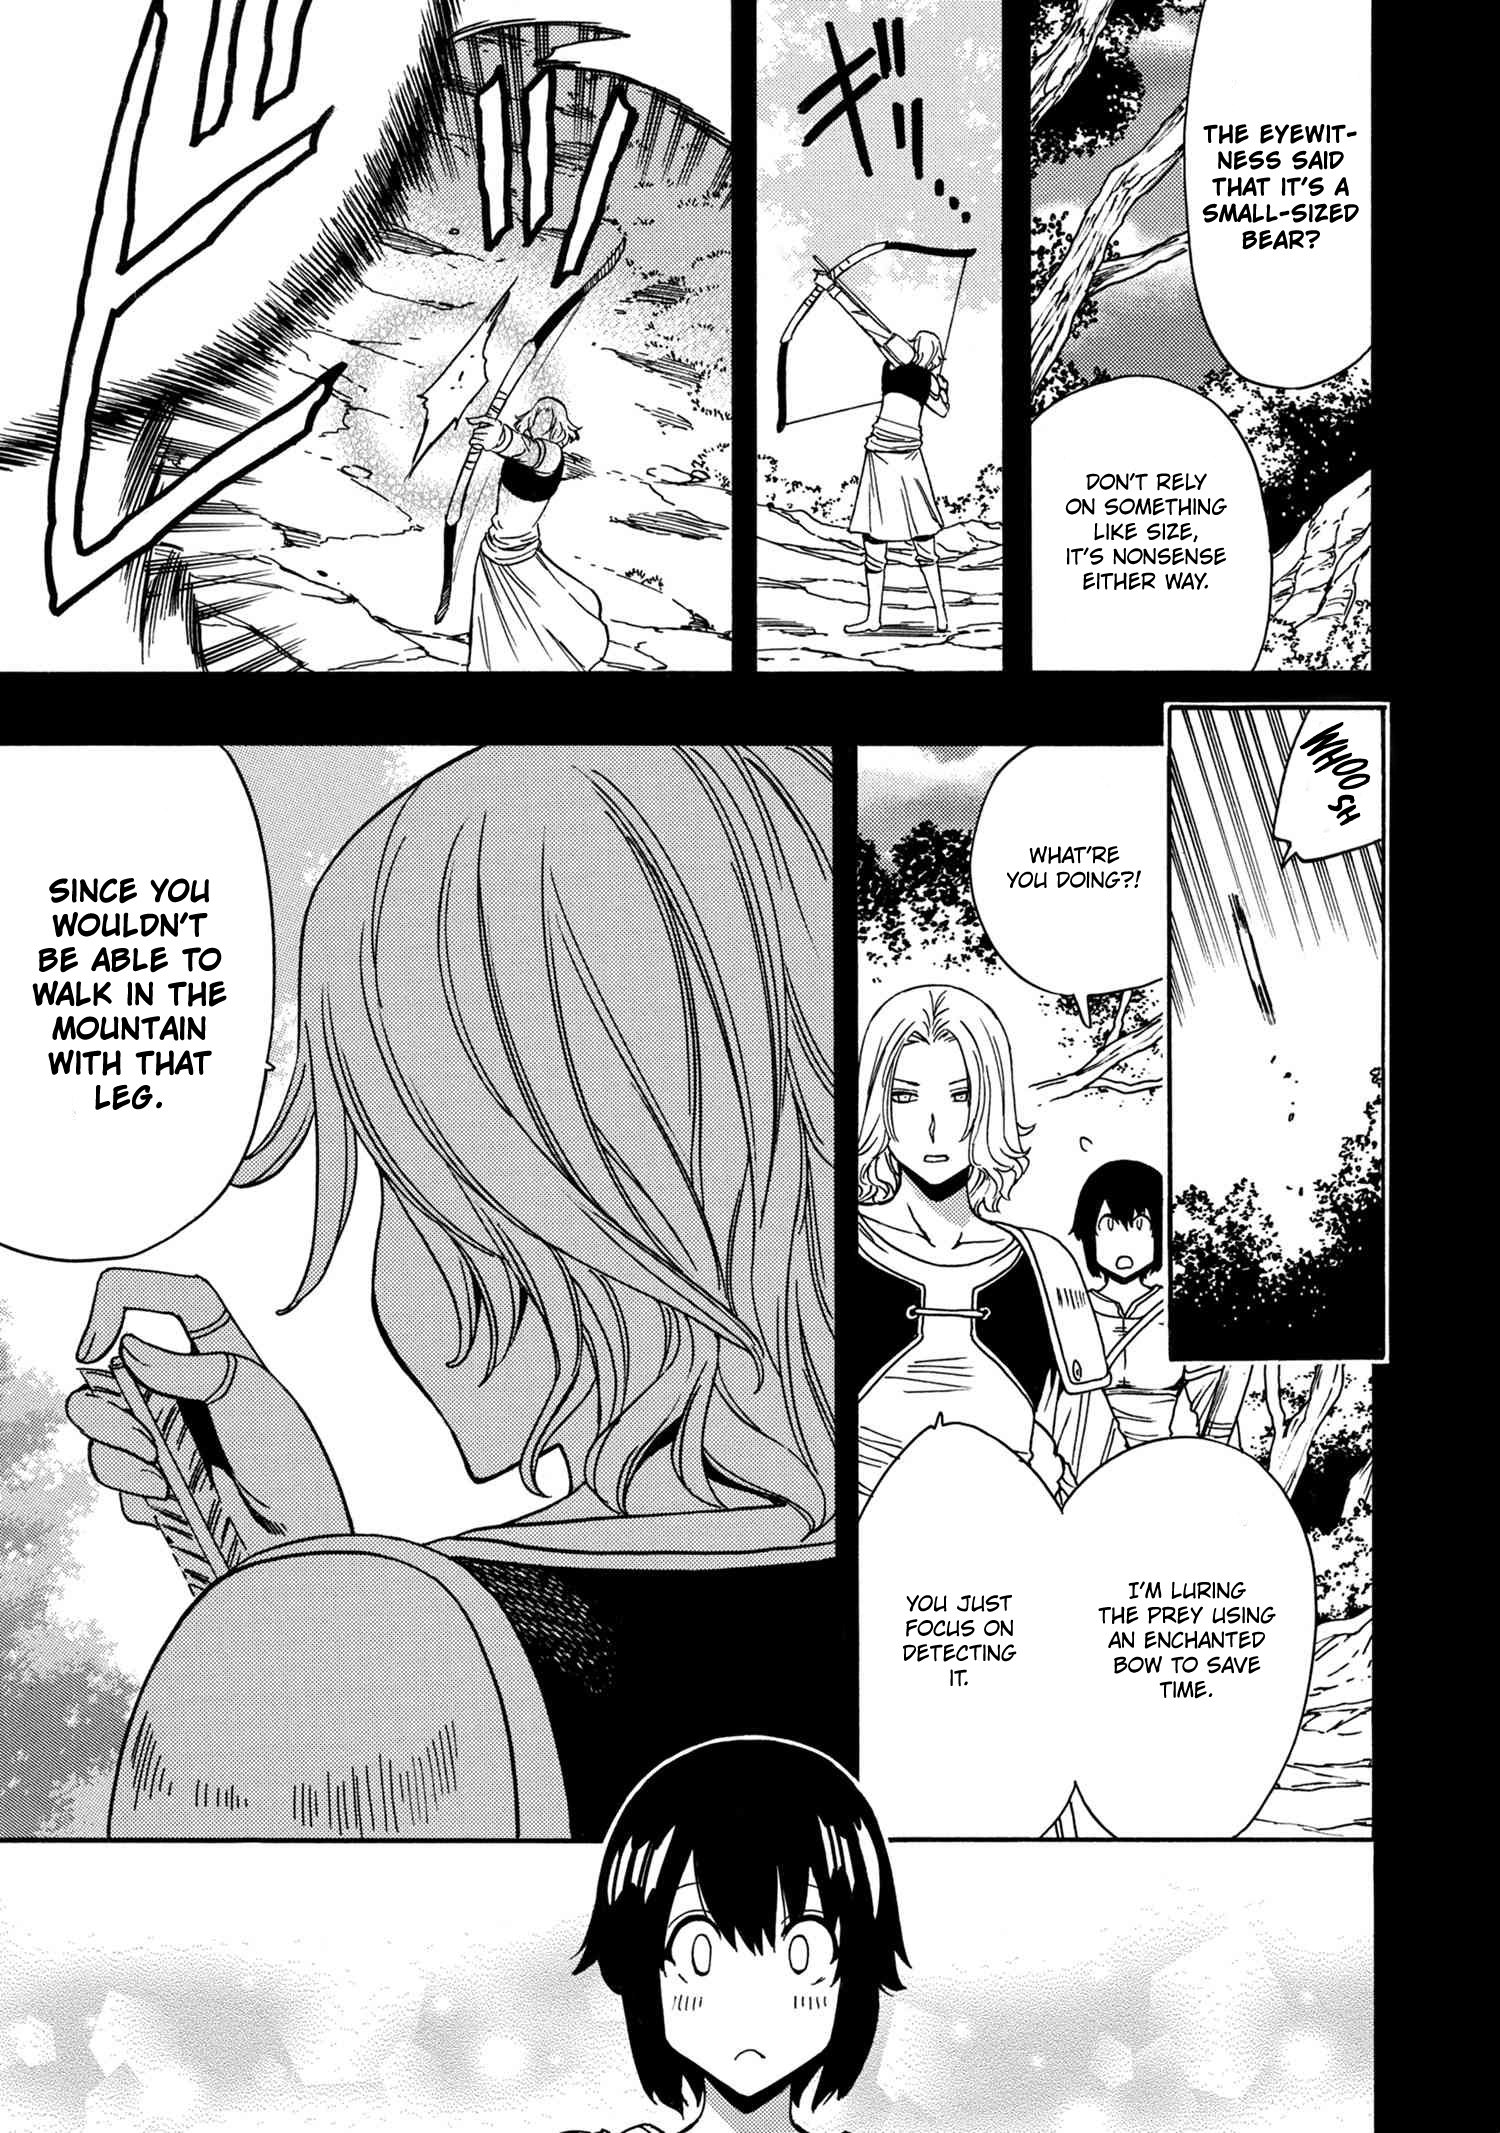 THE EYEWIT-
NESS SAID
THAT IT'S A
SMALL-SIZED
BEAR?
DON'T RELY
ON SOMETHING
LIKE SIZE,
IT'S NONSENSE
EITHER WAY.
ギリ...
WHOOSH
WHAT'RE
YOU DOING?!
I'M LURING
THE PREY USING
AN ENCHANTED
BOW TO SAVE
TIME.
YOU JUST
FOCUS ON
DETECTING
IT.
SINCE YOU
WOULDN'T
BE ABLE TO
WALK IN THE
MOUNTAIN
WITH THAT
LEG.